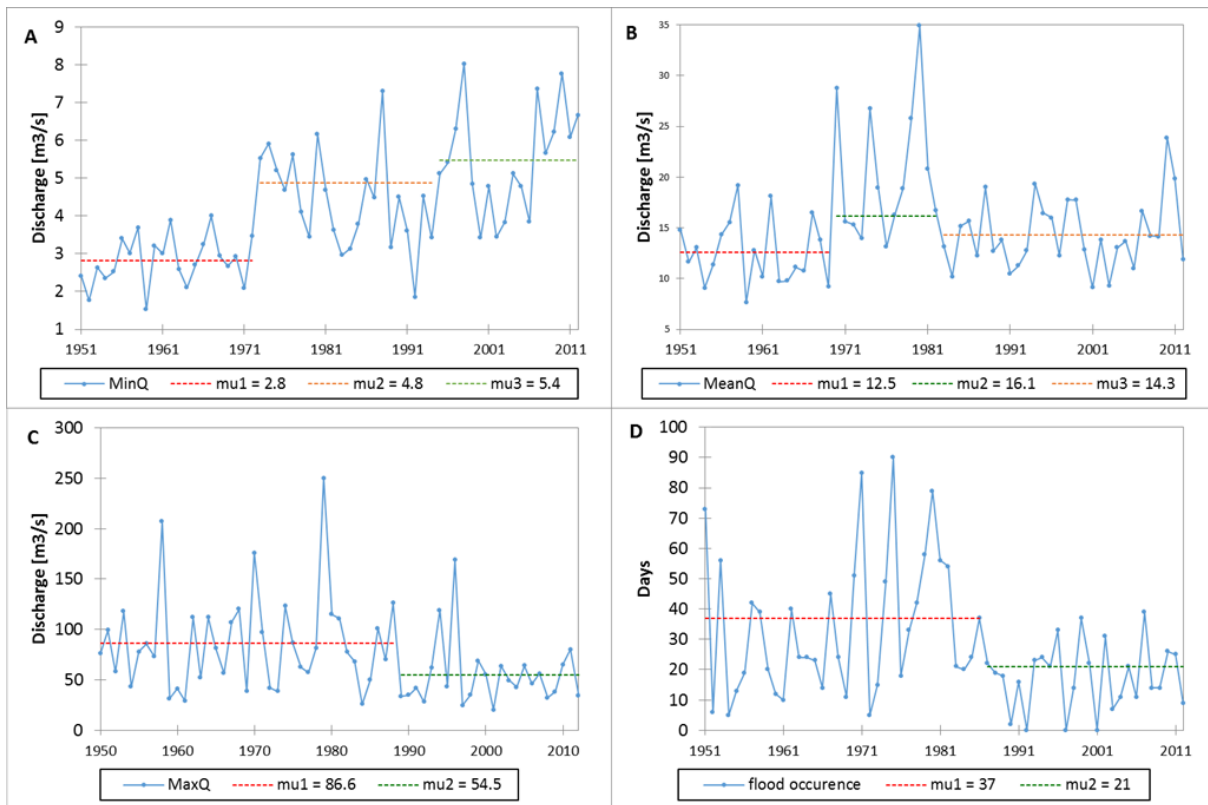 A
Discharge [m3/s]
9
8
7
6
5
4
3
2
1
1951 1961 1971 1981 1991 2001 2011
MinQ mu1 = 2.8 mu2 = 4.8 mu3 = 5.4
B
Discharge [m3/s]
35
30
25
20
15
10
5
1951 1961 1971 1981 1991 2001 2011
MeanQ mu1 = 12.5 mu2 = 16.1 mu3 = 14.3
C
Discharge [m3/s]
300
250
200
150
100
50
0
1950 1960 1970 1980 1990 2000 2010
MaxQ mu1 = 86.6 mu2 = 54.5
D
Days
100
90
80
70
60
50
40
30
20
10
0
1951 1961 1971 1981 1991 2001 2011
flood occurence mu1 = 37 mu2 = 21